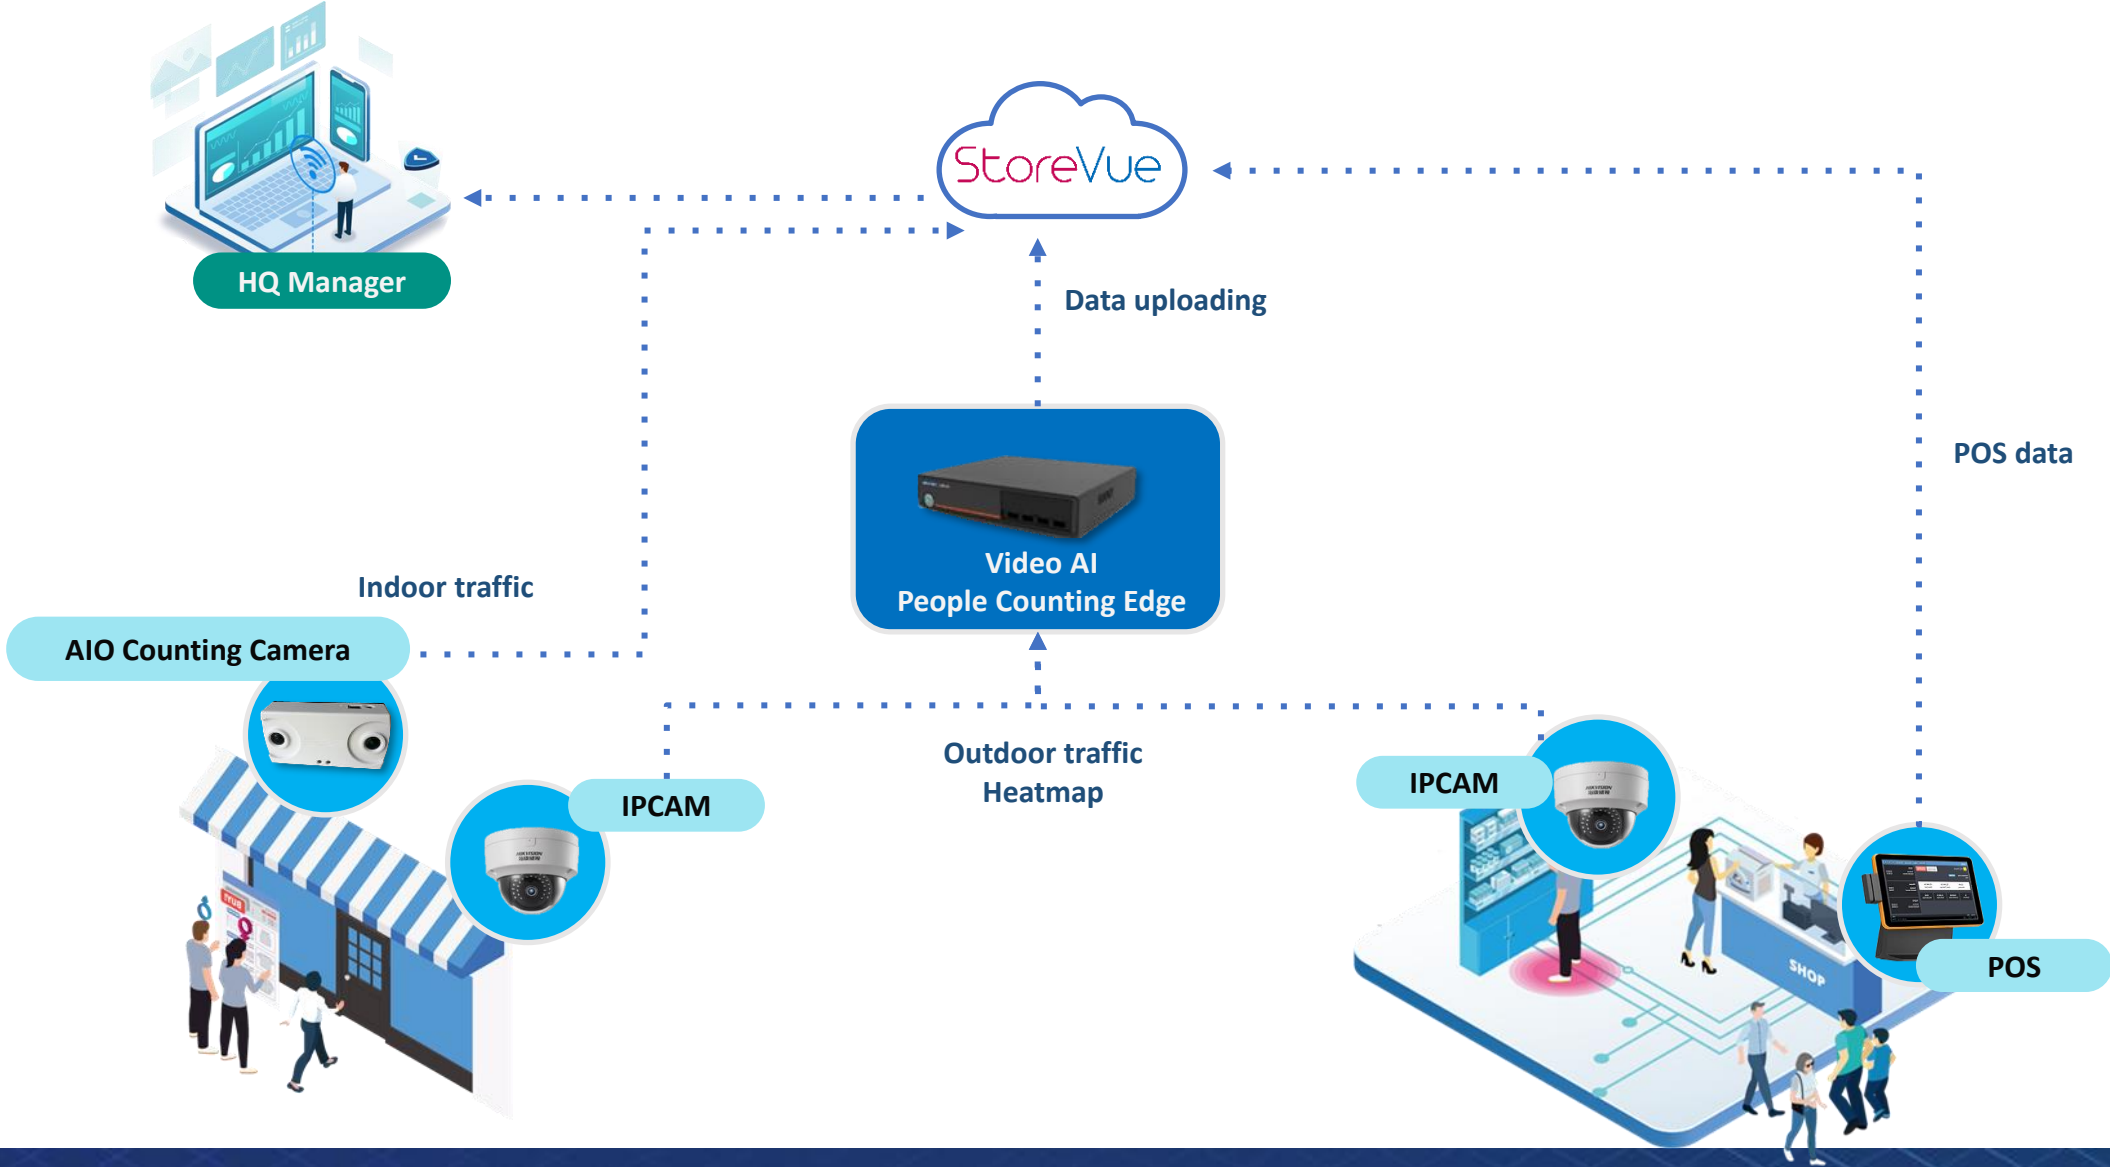 StoreVue
HQ Manager
Data uploading
POS data
Video AI
People Counting Edge
Indoor traffic
AIO Counting Camera
Outdoor traffic
Heatmap
IPCAM
IPCAM
POS
SHOP